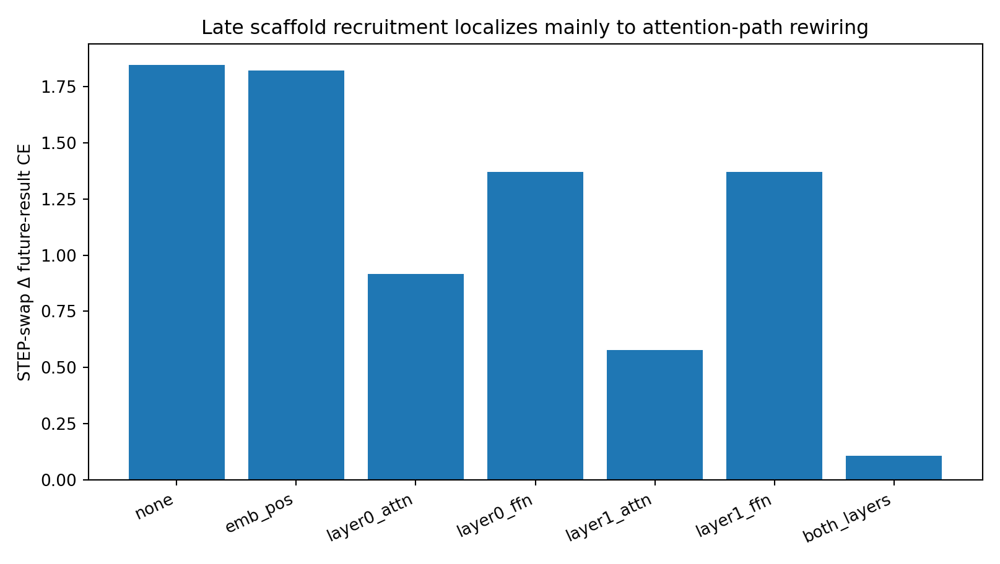 Late scaffold recruitment localizes mainly to attention-path rewiring
STEP-swap Δ future-result CE
1.75
1.50
1.25
1.00
0.75
0.50
0.25
0.00
none
emb_pos
layer0_attn
layer0_ffn
layer1_attn
layer1_ffn
both_layers